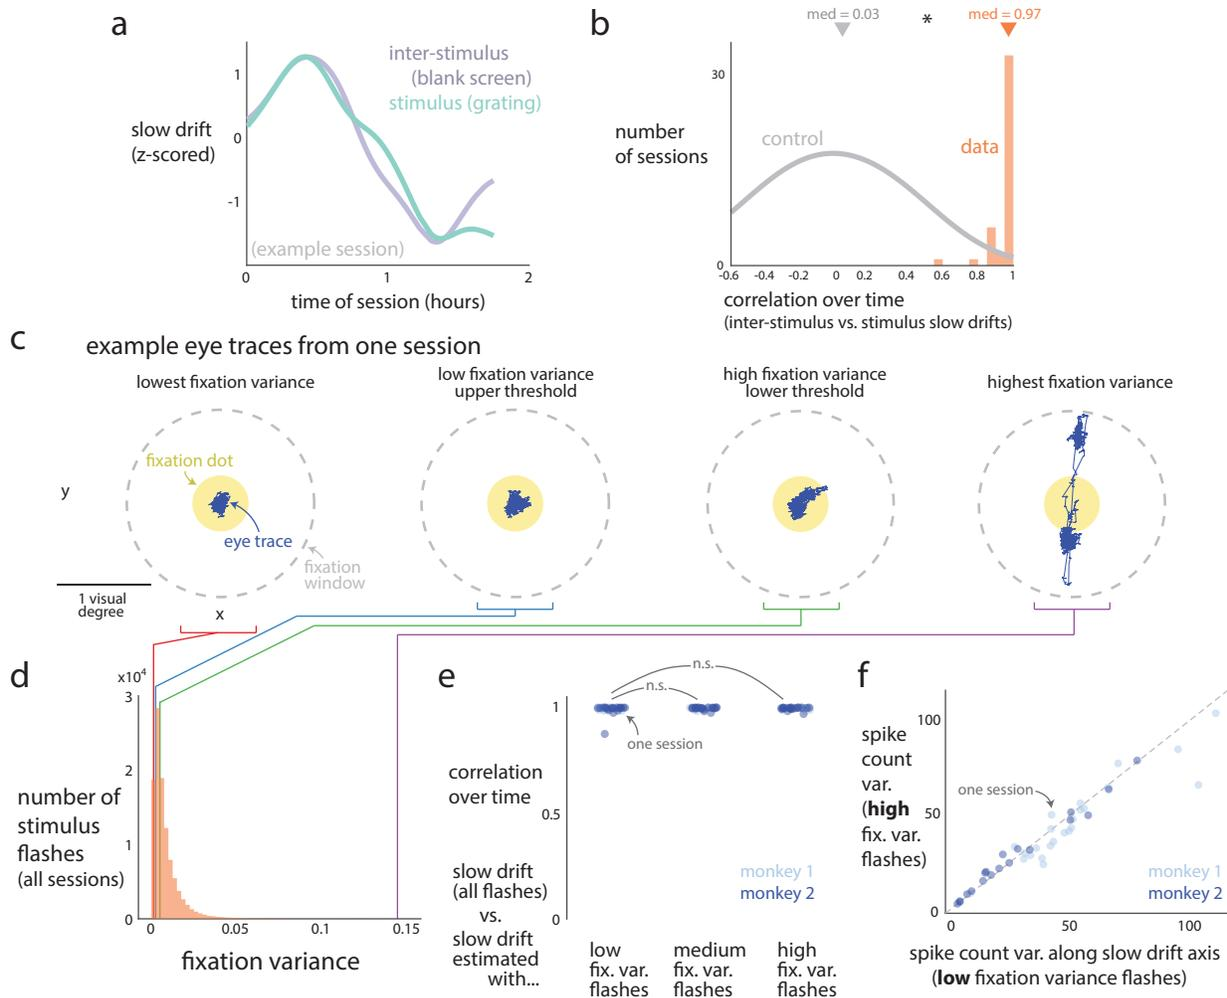 a
inter-stimulus
(blank screen)
stimulus (grating)
slow drift
(z-scored)
1
0
-1
(example session)
0
1
2
time of session (hours)
b
med = 0.03
*
med = 0.97
30
number
of sessions
control
data
0
-0.6
-0.4
-0.2
0
0.2
0.4
0.6
0.8
1
correlation over time
(inter-stimulus vs. stimulus slow drifts)
c
example eye traces from one session
lowest fixation variance
low fixation variance
upper threshold
high fixation variance
lower threshold
highest fixation variance
fixation dot
y
eye trace
fixation
window
1 visual
degree
x
d
x10⁴
3
2
1
0
number of
stimulus
flashes
(all sessions)
0
0.05
0.1
0.15
fixation variance
e
n.s.
n.s.
1
one session
correlation
over time
0.5
slow drift
(all flashes)
vs.
slow drift
estimated
with...
0
monkey 1
monkey 2
low
fix. var.
flashes
medium
fix. var.
flashes
high
fix. var.
flashes
f
spike
count
var.
(high
fix. var.
flashes)
100
50
0
one session
monkey 1
monkey 2
0
50
100
spike count var. along slow drift axis
(low fixation variance flashes)